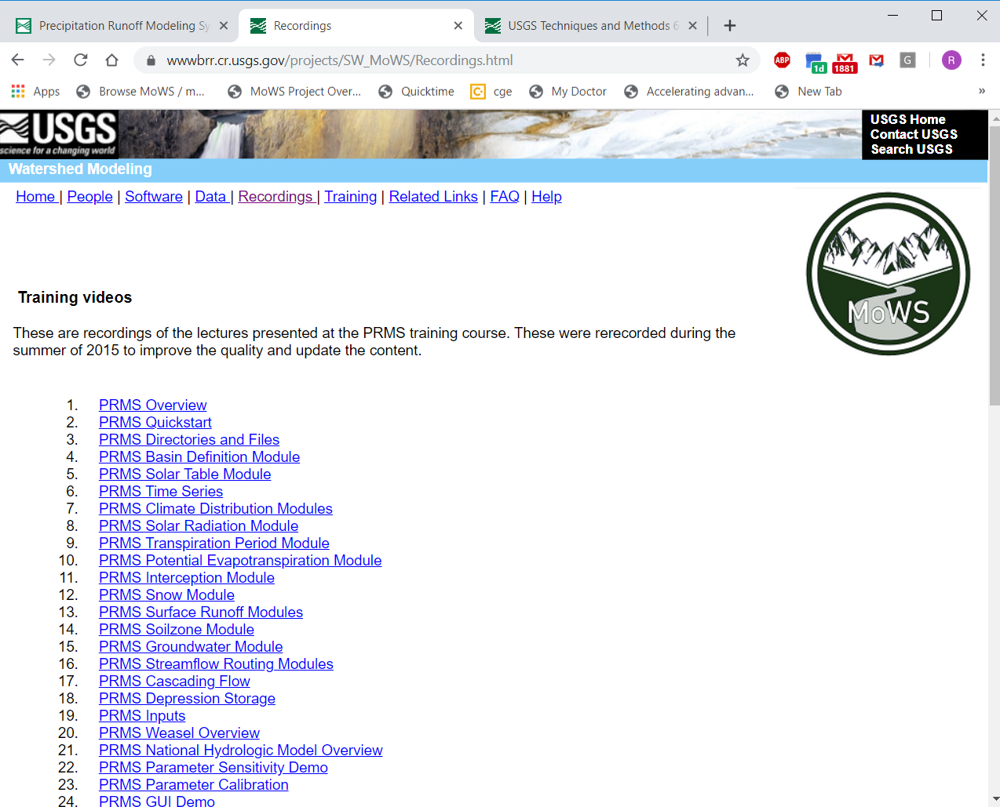 Precipitation Runoff Modeling Sy
Recordings
USGS Techniques and Methods 6
wwwbrr.cr.usgs.gov/projects/SW_MoWS/Recordings.html
ABP
1d
1881
G
R
Apps
Browse MoWS / m...
MoWS Project Over...
Quicktime
cge
My Doctor
Accelerating advan...
New Tab
»
USGS
science for a changing world
USGS Home
Contact USGS
Search USGS
Watershed Modeling
Home | People | Software | Data | Recordings | Training | Related Links | FAQ | Help
MoWS
Training videos
These are recordings of the lectures presented at the PRMS training course. These were rerecorded during the
summer of 2015 to improve the quality and update the content.
1. PRMS Overview
2. PRMS Quickstart
3. PRMS Directories and Files
4. PRMS Basin Definition Module
5. PRMS Solar Table Module
6. PRMS Time Series
7. PRMS Climate Distribution Modules
8. PRMS Solar Radiation Module
9. PRMS Transpiration Period Module
10. PRMS Potential Evapotranspiration Module
11. PRMS Interception Module
12. PRMS Snow Module
13. PRMS Surface Runoff Modules
14. PRMS Soilzone Module
15. PRMS Groundwater Module
16. PRMS Streamflow Routing Modules
17. PRMS Cascading Flow
18. PRMS Depression Storage
19. PRMS Inputs
20. PRMS Weasel Overview
21. PRMS National Hydrologic Model Overview
22. PRMS Parameter Sensitivity Demo
23. PRMS Parameter Calibration
24. PRMS GUI Demo